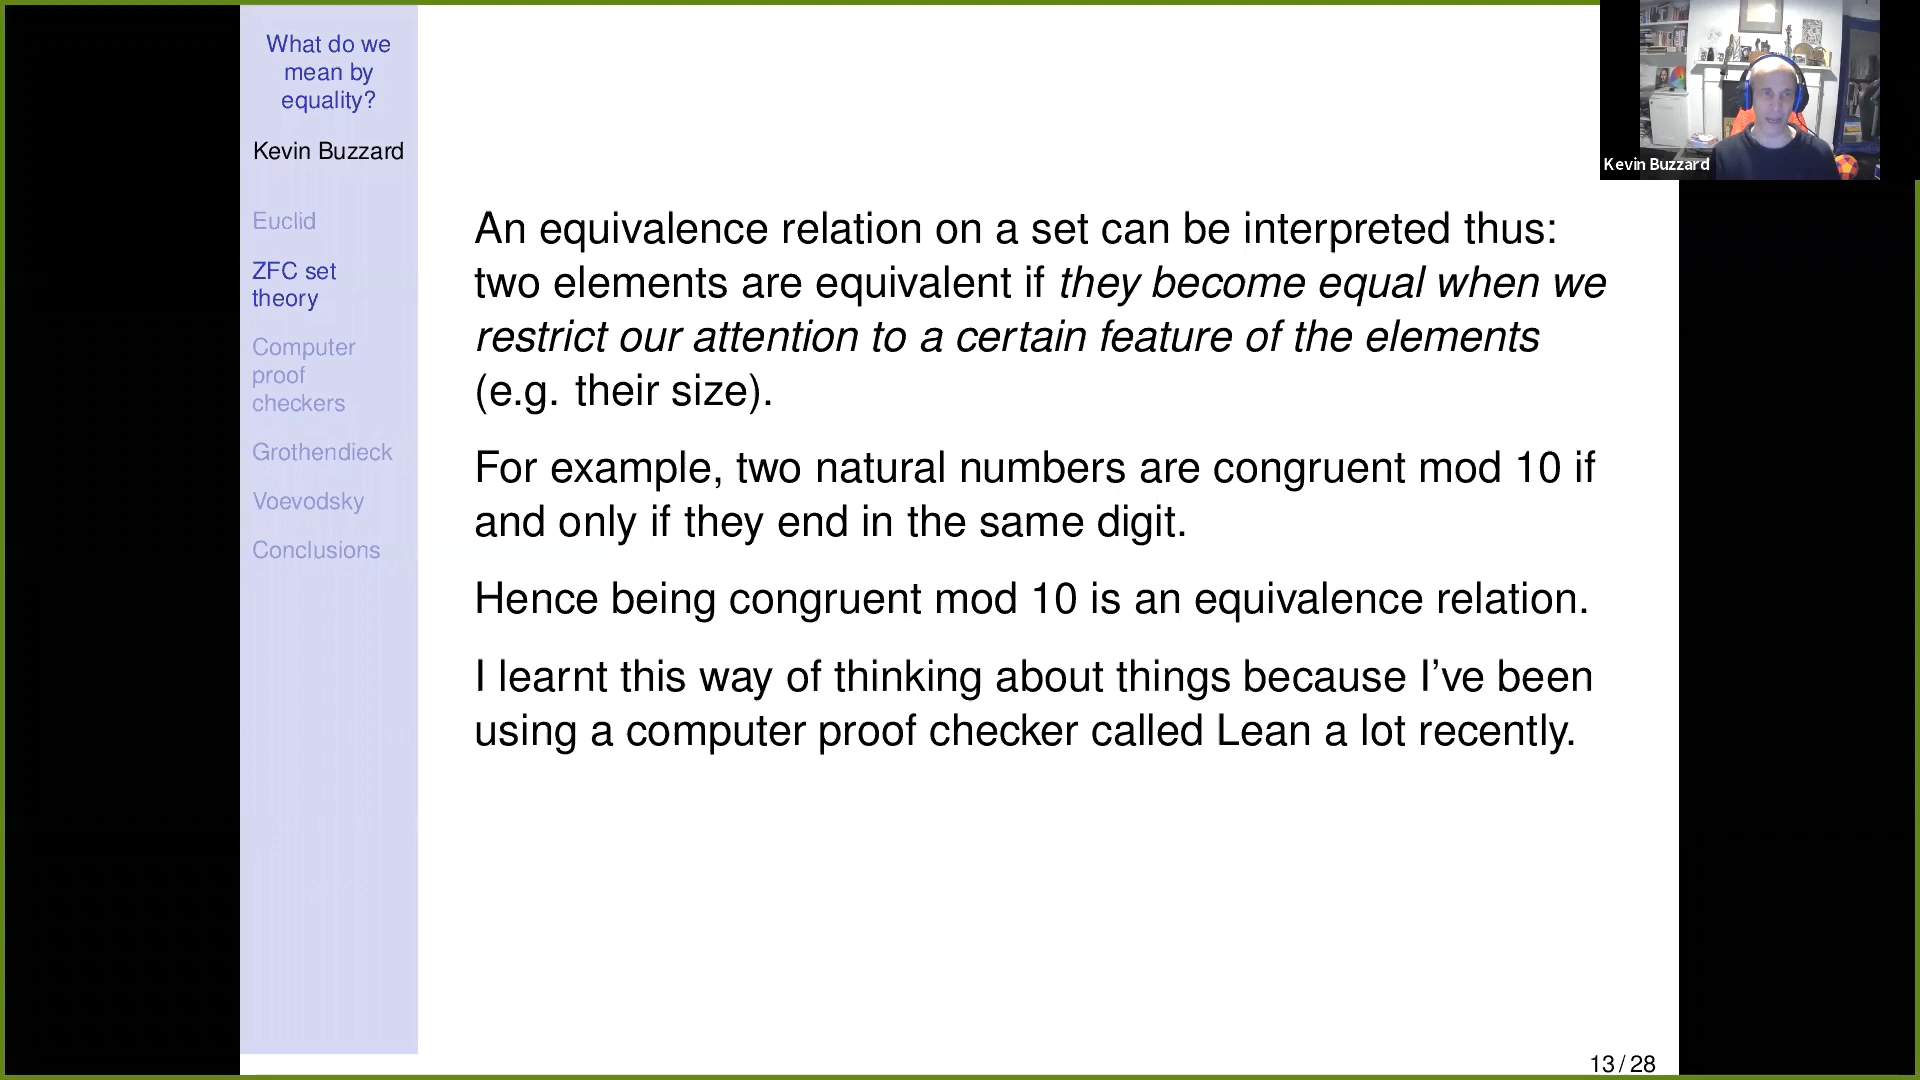 What do we
mean by
equality?
Kevin Buzzard
Euclid
ZFC set
theory
Computer
proof
checkers
Grothendieck
Voevodsky
Conclusions
An equivalence relation on a set can be interpreted thus:
two elements are equivalent if they become equal when we
restrict our attention to a certain feature of the elements
(e.g. their size).
For example, two natural numbers are congruent mod 10 if
and only if they end in the same digit.
Hence being congruent mod 10 is an equivalence relation.
I learnt this way of thinking about things because I've been
using a computer proof checker called Lean a lot recently.
13 / 28
Kevin Buzzard